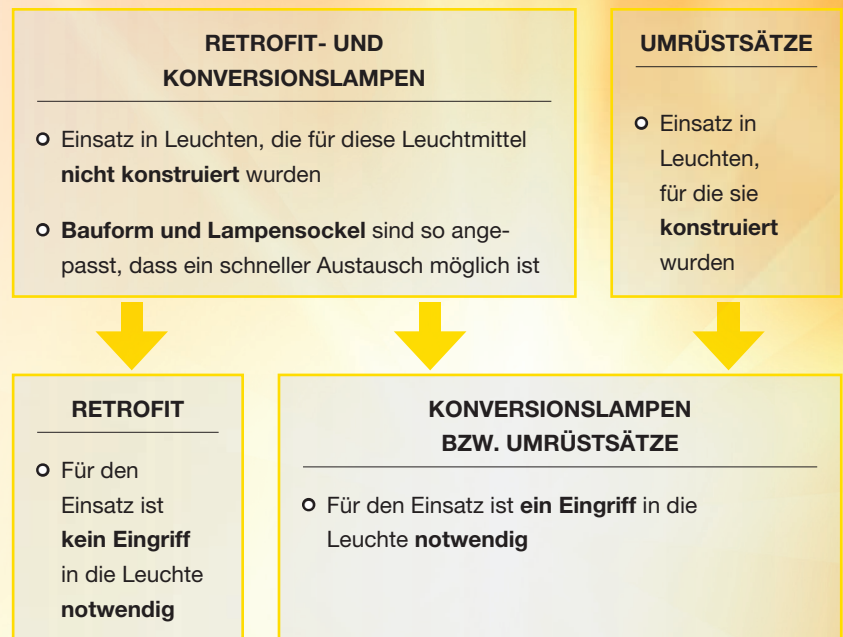 RETROFIT- UND
KONVERSIONSLAMPEN
Einsatz in Leuchten, die für diese Leuchtmittel
nicht konstruiert wurden
Bauform und Lampensockel sind so ange-
passt, dass ein schneller Austausch möglich ist
UMRÜSTSÄTZE
Einsatz in
Leuchten,
für die sie
konstruiert
wurden
RETROFIT
Für den
Einsatz ist
kein Eingriff
in die Leuchte
notwendig
KONVERSIONSLAMPEN
BZW. UMRÜSTSÄTZE
Für den Einsatz ist ein Eingriff in die
Leuchte notwendig